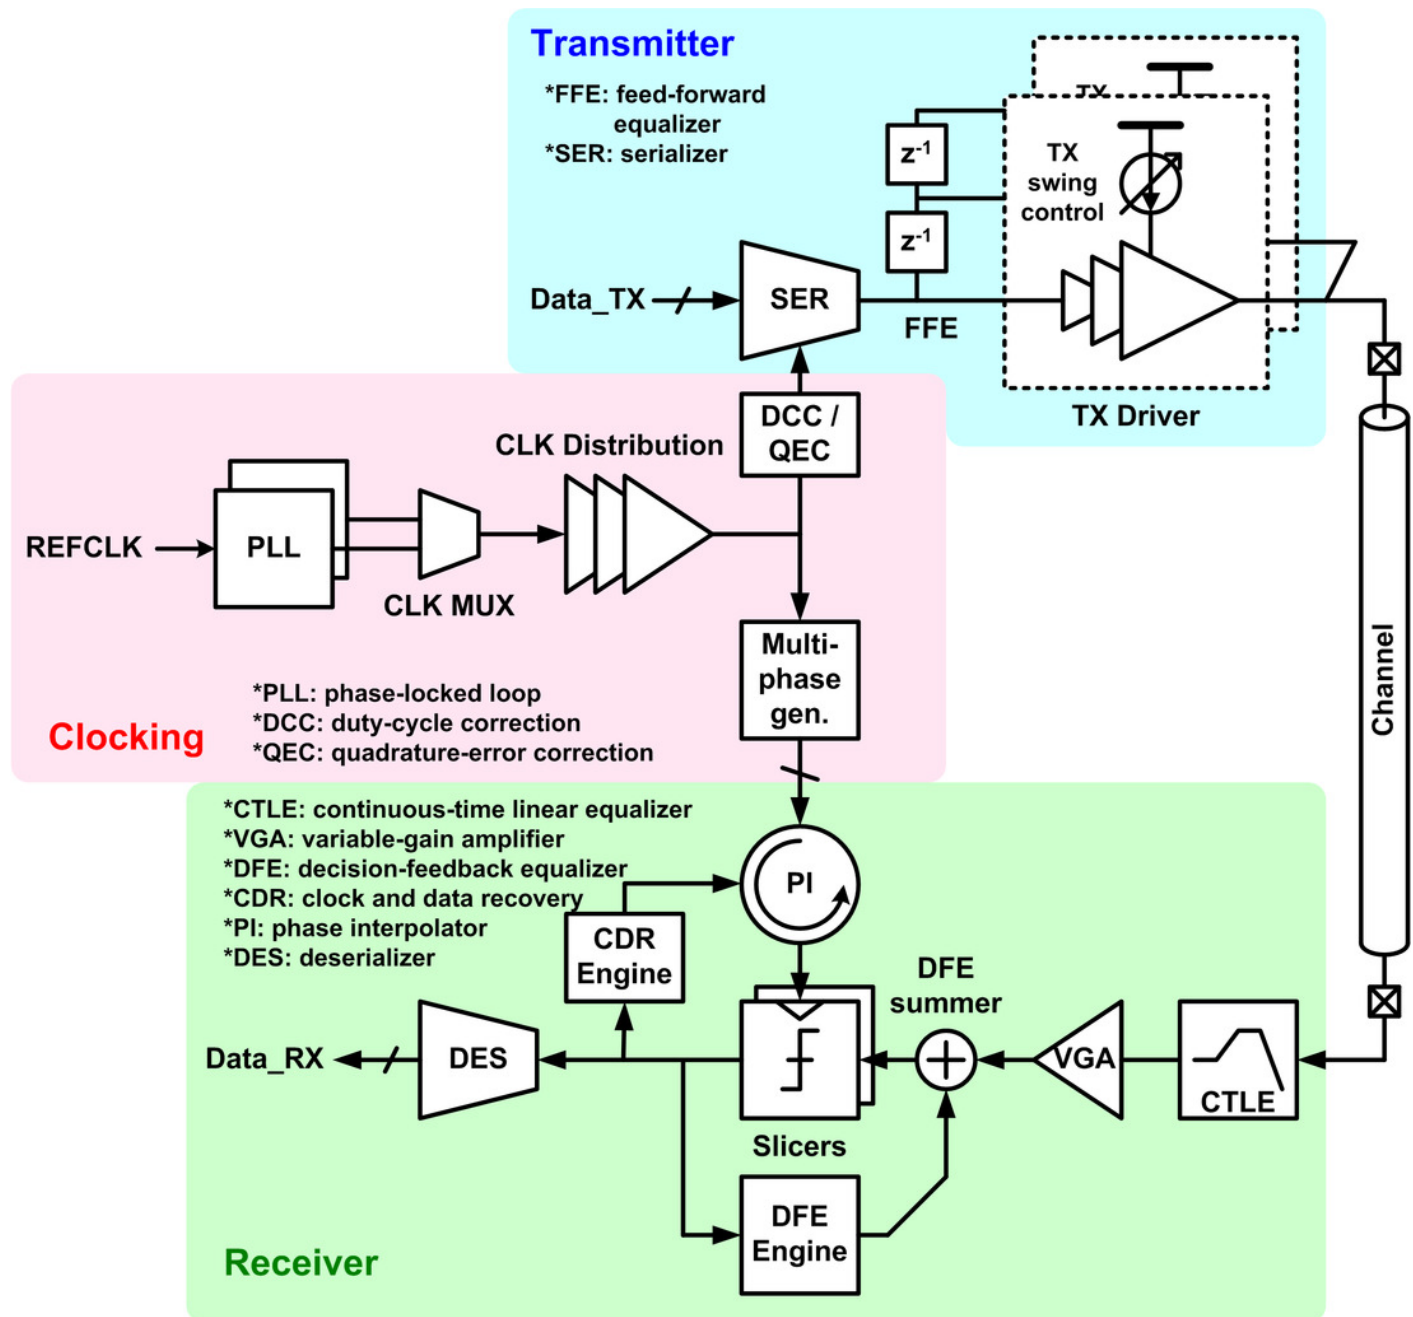 Transmitter
*FFE: feed-forward
equalizer
*SER: serializer
z-1
z-1
TX
TX
swing
control
Data_TX
SER
FFE
TX Driver
DCC /
QEC
CLK Distribution
REFCLK
PLL
CLK MUX
Multi-
phase
gen.
*PLL: phase-locked loop
*DCC: duty-cycle correction
*QEC: quadrature-error correction
Clocking
Channel
*CTLE: continuous-time linear equalizer
*VGA: variable-gain amplifier
*DFE: decision-feedback equalizer
*CDR: clock and data recovery
*PI: phase interpolator
*DES: deserializer
PI
CDR
Engine
DFE
summer
Data_RX
DES
VGA
CTLE
Slicers
DFE
Engine
Receiver